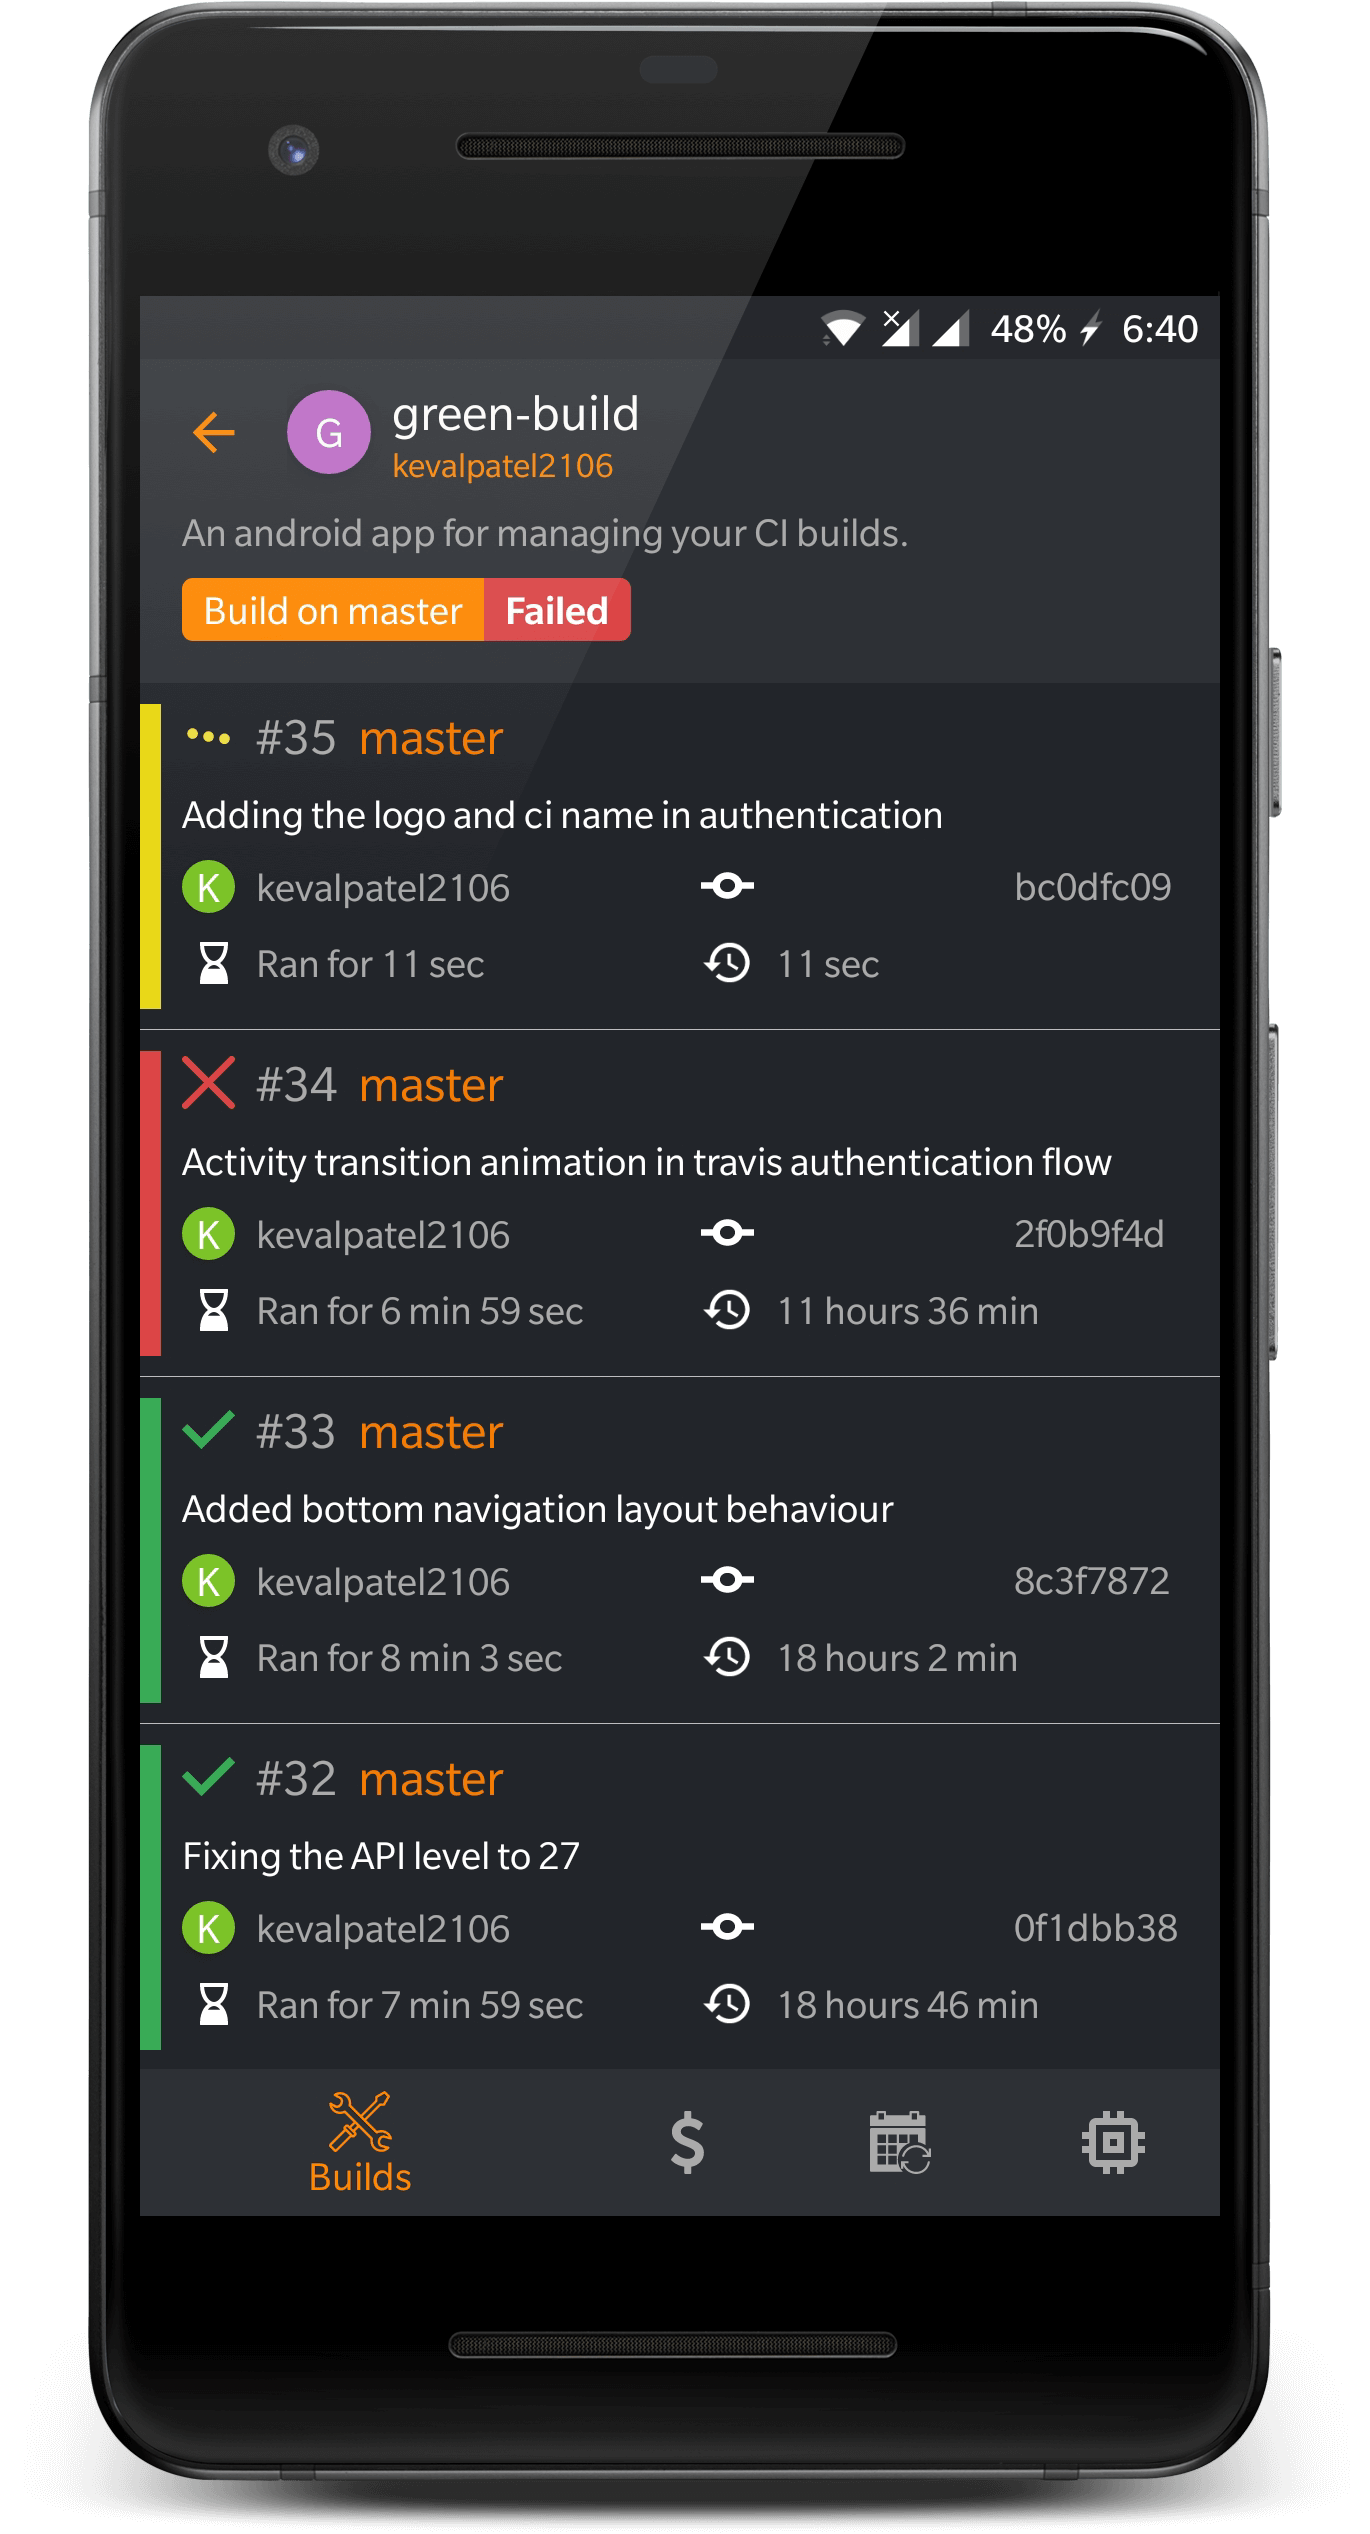 48% 6:40
G green-build
kevalpatel2106
An android app for managing your CI builds.
Build on master Failed
#35 master
Adding the logo and ci name in authentication
K kevalpatel2106 bc0dfc09
Ran for 11 sec 11 sec
#34 master
Activity transition animation in travis authentication flow
K kevalpatel2106 2f0b9f4d
Ran for 6 min 59 sec 11 hours 36 min
#33 master
Added bottom navigation layout behaviour
K kevalpatel2106 8c3f7872
Ran for 8 min 3 sec 18 hours 2 min
#32 master
Fixing the API level to 27
K kevalpatel2106 0f1dbb38
Ran for 7 min 59 sec 18 hours 46 min
$
Builds